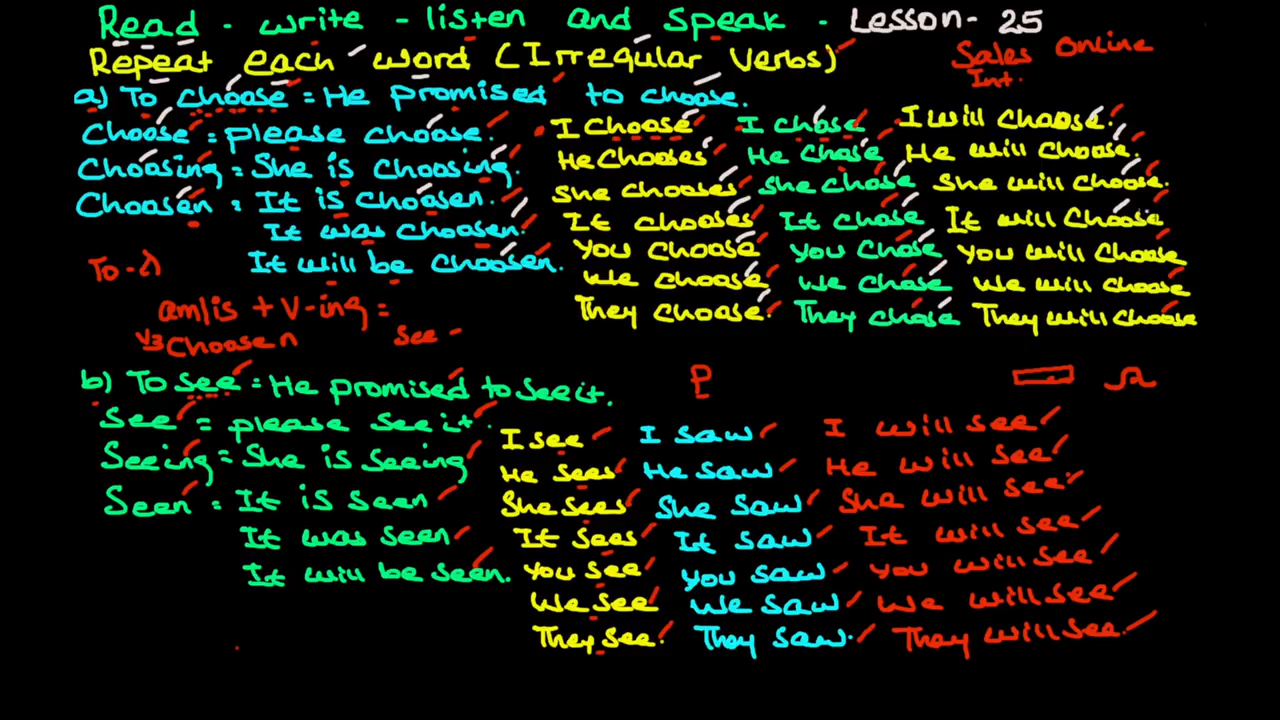 Read - write - listen and speak - Lesson - 25
Repeat each word (Irregular Verbs)
Sales Online
Int.
a) To choose = He promised to choose.
Choose = please choose.
Choosing = She is Choosing.
Choosen = It is Choosen.
It was choosen.
It will be choosen.
I Choose I chose I will choose.
He Chooses He chose He will choose.
She chooses She chose She will choose.
It chooses It chose It will Choose
You choose You chose You will Choose
We choose We chose We will choose
They choose. They chose They will choose
To - λ
am/is + V-ing =
V3 Choosen see -
b) To see = He promised to see it.
See = please see it.
Seeing = She is seeing
Seen = It is seen
It was seen
It will be seen.
P
I see I saw I will see
He sees He saw He will see
She sees She saw She will see
It sees It saw It will see
You see You saw You will see
We see We saw We will see
They see. They saw. They will see.